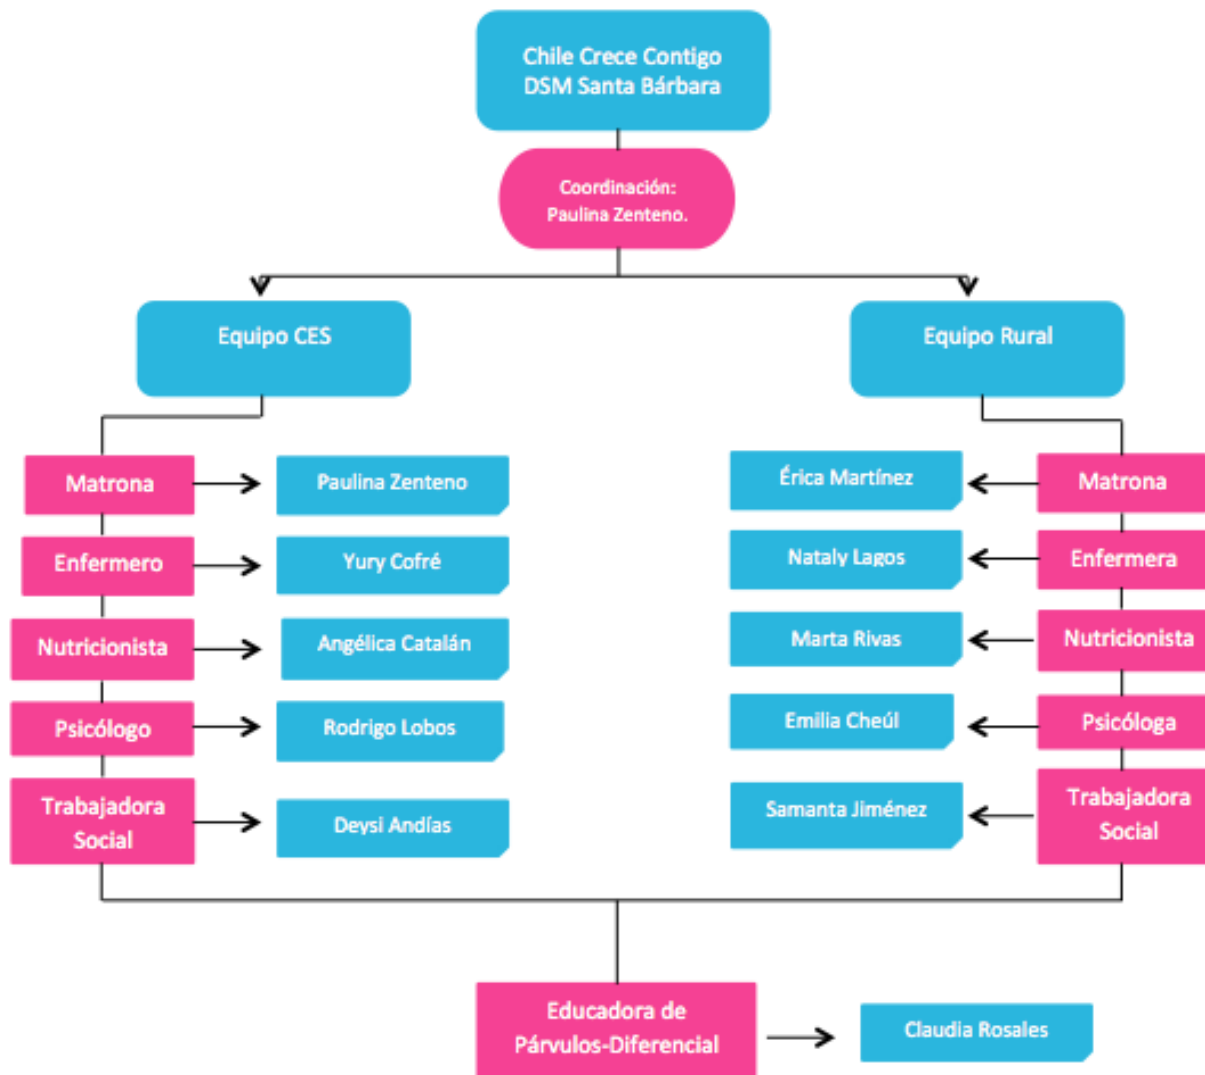 Chile Crece Contigo
DSM Santa Bárbara
Coordinación:
Paulina Zenteno.
Equipo CES
Equipo Rural
Matrona
Paulina Zenteno
Enfermero
Yury Cofré
Nutricionista
Angélica Catalán
Psicólogo
Rodrigo Lobos
Trabajadora
Social
Deysi Andías
Érica Martínez
Matrona
Nataly Lagos
Enfermera
Marta Rivas
Nutricionista
Emilia Cheúl
Psicóloga
Samanta Jiménez
Trabajadora
Social
Educadora de
Párvulos-Diferencial
Claudia Rosales